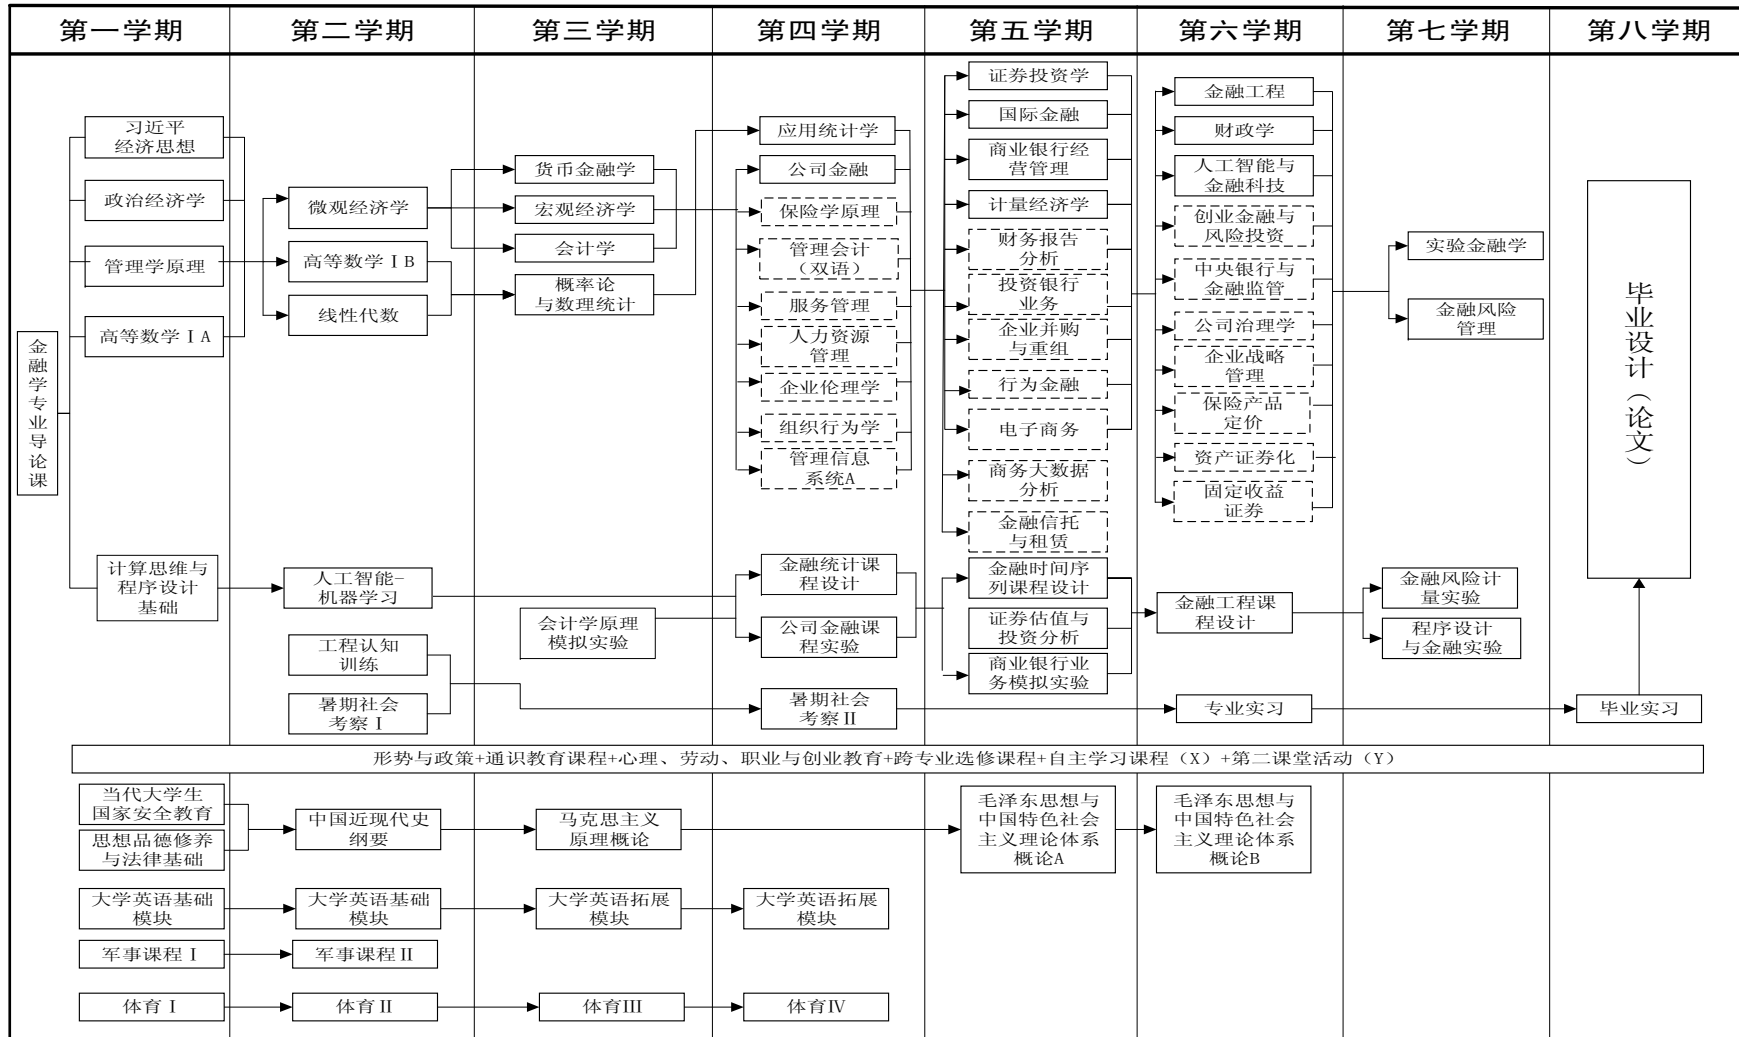 第一学期
第二学期
第三学期
第四学期
第五学期
第六学期
第七学期
第八学期
金融学专业导论课
习近平
经济思想
政治经济学
管理学原理
高等数学ⅠA
计算思维与
程序设计
基础
微观经济学
高等数学ⅠB
线性代数
人工智能-
机器学习
工程认知
训练
暑期社会
考察Ⅰ
货币金融学
宏观经济学
会计学
概率论
与数理统计
会计学原理
模拟实验
应用统计学
公司金融
保险学原理
管理会计
（双语）
服务管理
人力资源
管理
企业伦理学
组织行为学
管理信息
系统A
金融统计课
程设计
公司金融课
程实验
暑期社会
考察Ⅱ
证券投资学
国际金融
商业银行经
营管理
计量经济学
财务报告
分析
投资银行
业务
企业并购
与重组
行为金融
电子商务
商务大数据
分析
金融信托
与租赁
金融时间序
列课程设计
证券估值与
投资分析
商业银行业
务模拟实验
金融工程
财政学
人工智能与
金融科技
创业金融与
风险投资
中央银行与
金融监管
公司治理学
企业战略
管理
保险产品
定价
资产证券化
固定收益
证券
金融工程课
程设计
专业实习
实验金融学
金融风险
管理
金融风险计
量实验
程序设计
与金融实验
毕业设计（论文）
毕业实习
形势与政策+通识教育课程+心理、劳动、职业与创业教育+跨专业选修课程+自主学习课程（X）+第二课堂活动（Y）
当代大学生
国家安全教育
思想品德修养
与法律基础
中国近现代史
纲要
马克思主义
原理概论
毛泽东思想与
中国特色社会
主义理论体系
概论A
毛泽东思想与
中国特色社会
主义理论体系
概论B
大学英语基础
模块
大学英语基础
模块
大学英语拓展
模块
大学英语拓展
模块
军事课程Ⅰ
军事课程Ⅱ
体育Ⅰ
体育Ⅱ
体育Ⅲ
体育Ⅳ